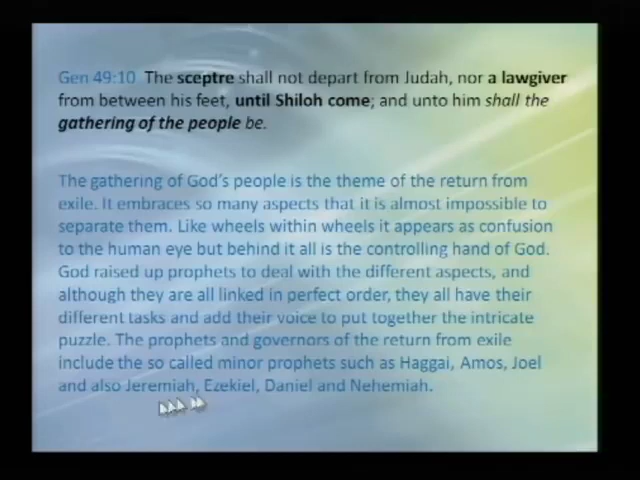 Gen 49:10 The sceptre shall not depart from Judah, nor a lawgiver
from between his feet, until Shiloh come; and unto him shall the
gathering of the people be.
The gathering of God's people is the theme of the return from
exile. It embraces so many aspects that it is almost impossible to
separate them. Like wheels within wheels it appears as confusion
to the human eye but behind it all is the controlling hand of God.
God raised up prophets to deal with the different aspects, and
although they are all linked in perfect order, they all have their
different tasks and add their voice to put together the intricate
puzzle. The prophets and governors of the return from exile
include the so called minor prophets such as Haggai, Amos, Joel
and also Jeremiah, Ezekiel, Daniel and Nehemiah.